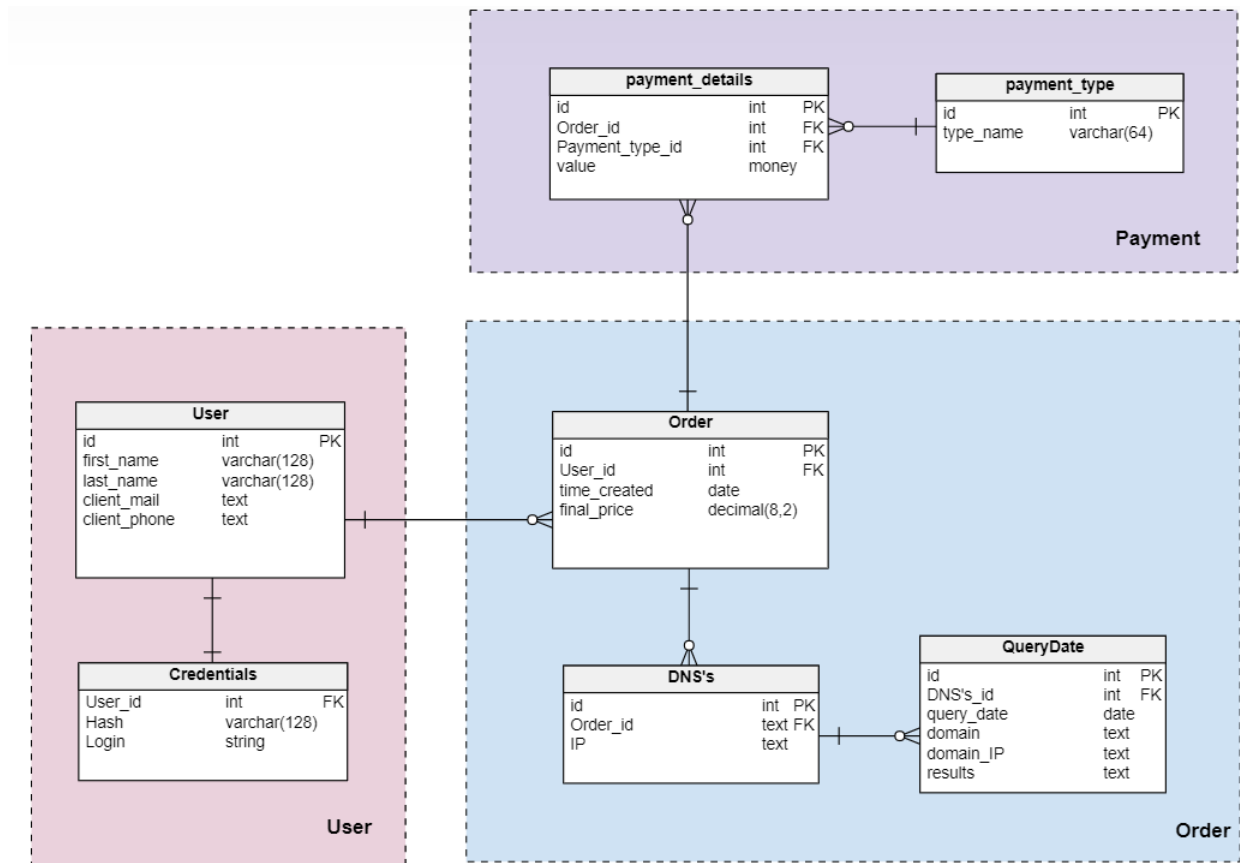 payment_details
id int PK
Order_id int FK
Payment_type_id int FK
value money
payment_type
id int PK
type_name varchar(64)
Payment
User
id int PK
first_name varchar(128)
last_name varchar(128)
client_mail text
client_phone text
Credentials
User_id int FK
Hash varchar(128)
Login string
User
Order
id int PK
User_id int FK
time_created date
final_price decimal(8,2)
DNS's
id int PK
Order_id text FK
IP text
QueryDate
id int PK
DNS's_id int FK
query_date date
domain text
domain_IP text
results text
Order